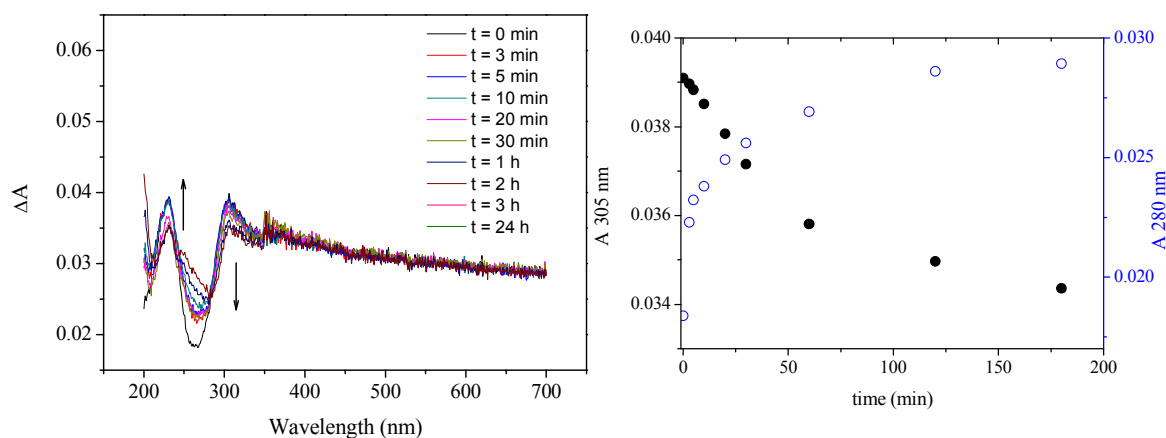 0.06
0.05
0.04
0.03
0.02
ΔA
200 300 400 500 600 700
Wavelength (nm)
t = 0 min
t = 3 min
t = 5 min
t = 10 min
t = 20 min
t = 30 min
t = 1 h
t = 2 h
t = 3 h
t = 24 h
0.040
0.038
0.036
0.034
A 305 nm
0 50 100 150 200
time (min)
0.030
0.025
0.020
A 280 nm